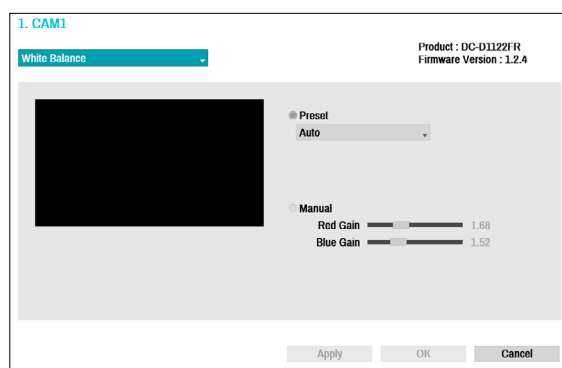 1. CAM1
White Balance
Product : DC-D1122FR
Firmware Version : 1.2.4
Preset
Auto
Manual
Red Gain 1.68
Blue Gain 1.52
Apply OK Cancel